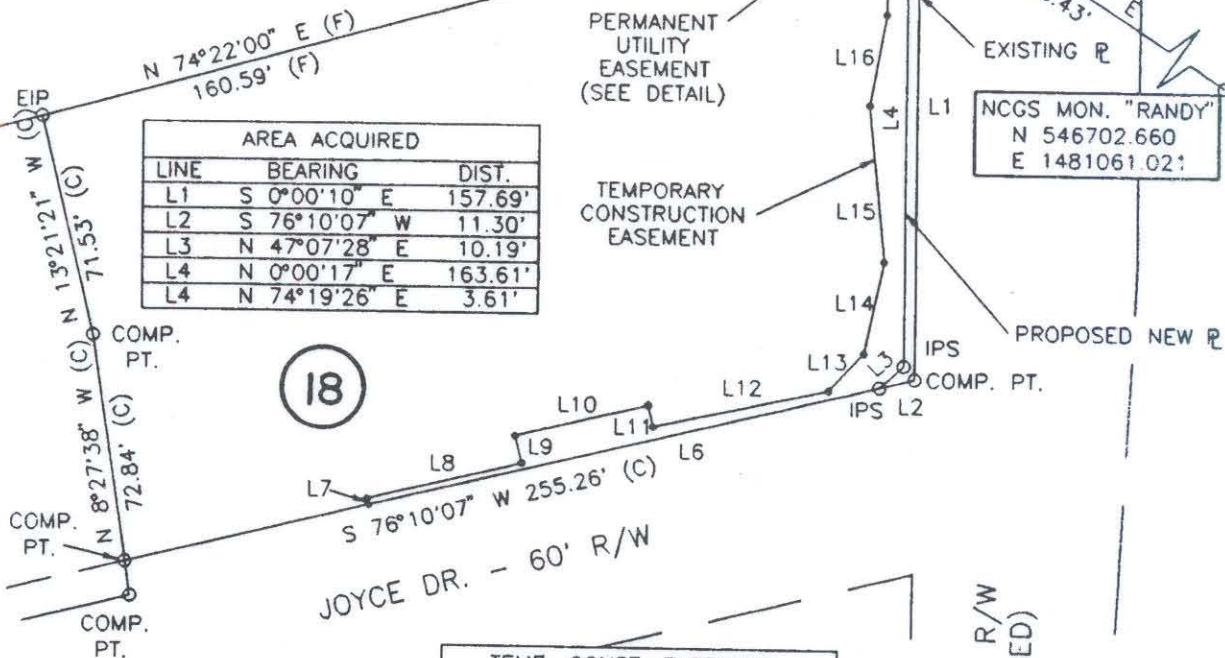 N 74°22'00" E (F)
160.59' (F)
EIP
N 13°21'21" W (C)
71.53' (C)
AREA ACQUIRED
LINE BEARING DIST.
L1 S 0°00'10" E 157.69'
L2 S 76°10'07" W 11.30'
L3 N 47°07'28" E 10.19'
L4 N 0°00'17" E 163.61'
L4 N 74°19'26" E 3.61'
PERMANENT
UTILITY
EASEMENT
(SEE DETAIL)
L16
L4
L1
EXISTING ⅊
E
NCGS MON. "RANDY"
N 546702.660
E 1481061.021
TEMPORARY
CONSTRUCTION
EASEMENT
L15
L14
PROPOSED NEW ⅊
COMP.
PT.
18
L13
L3
IPS
COMP. PT.
IPS
L2
L12
L10
L11
L9
L6
L8
L7
S 76°10'07" W 255.26' (C)
N 8°27'38" W (C)
72.84' (C)
COMP.
PT.
COMP.
PT.
JOYCE DR. - 60' R/W
R/W